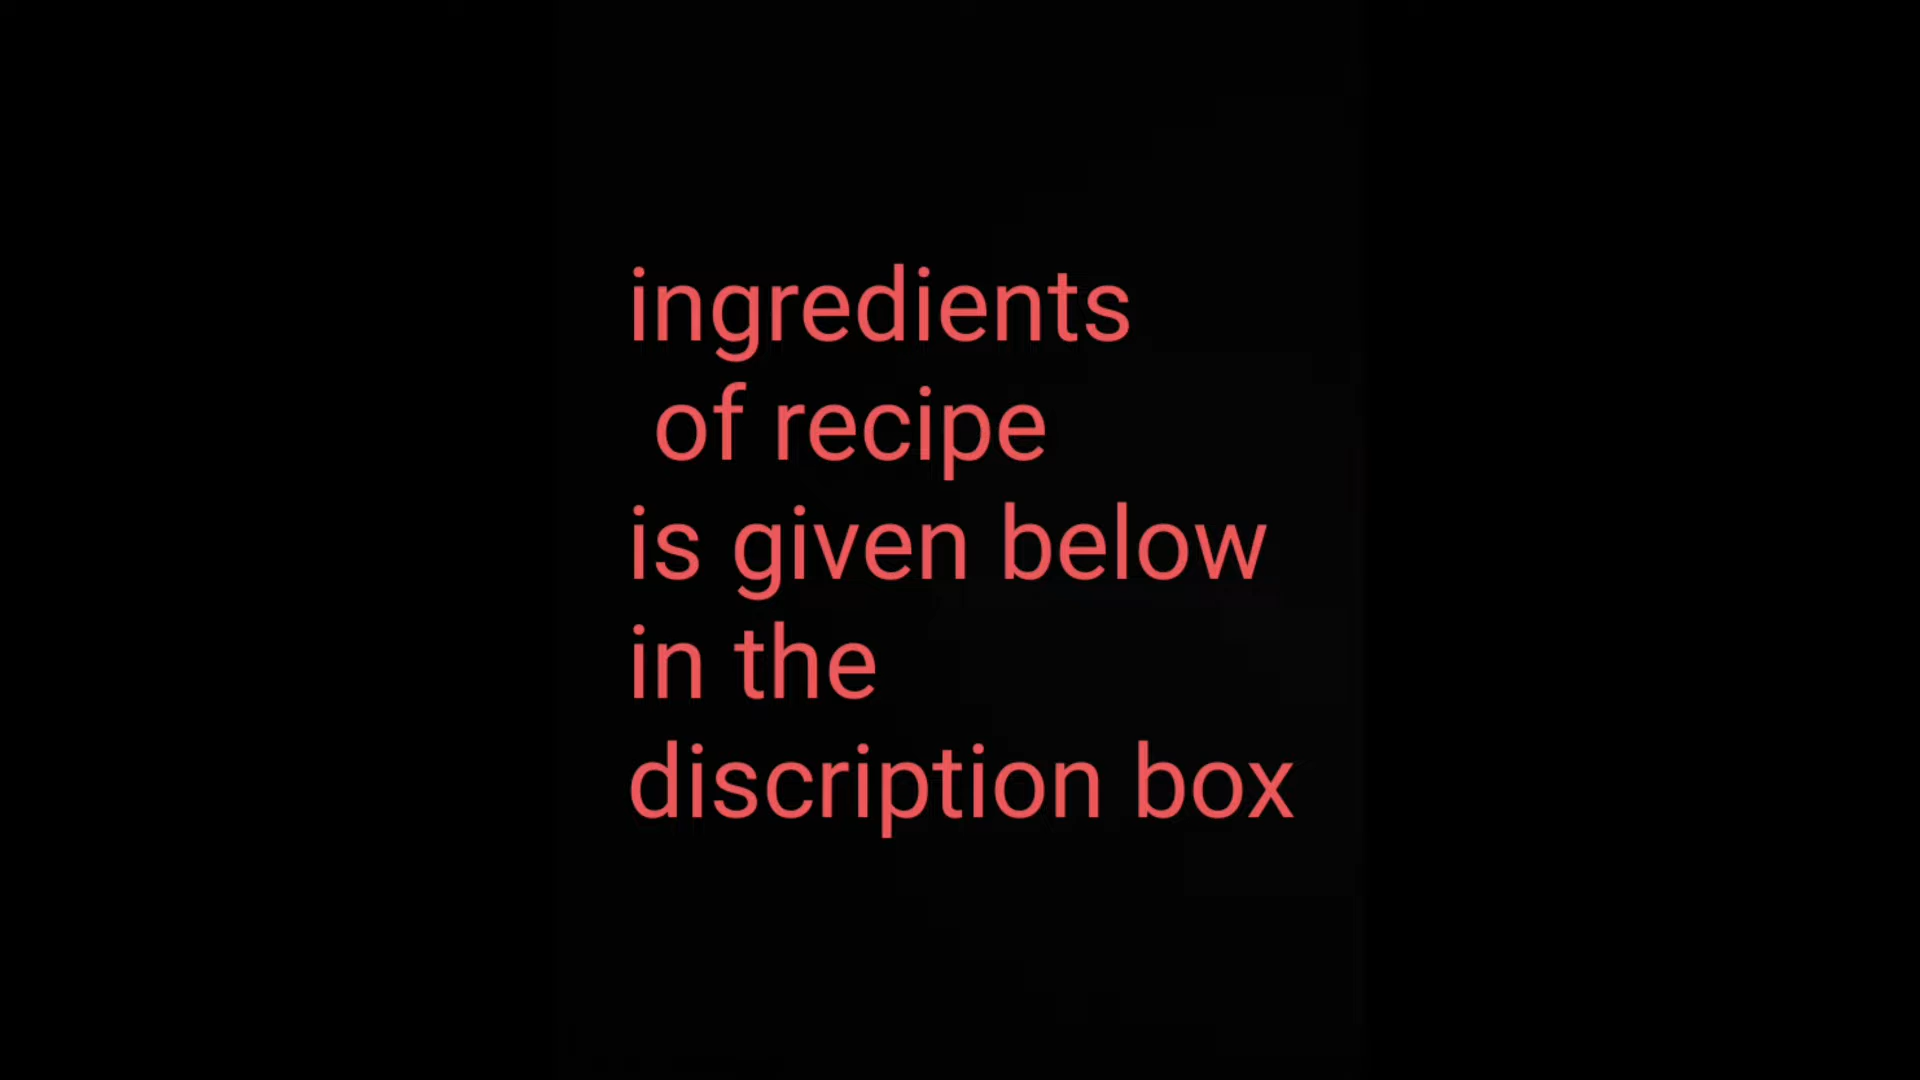 ingredients
of recipe
is given below
in the
discription box